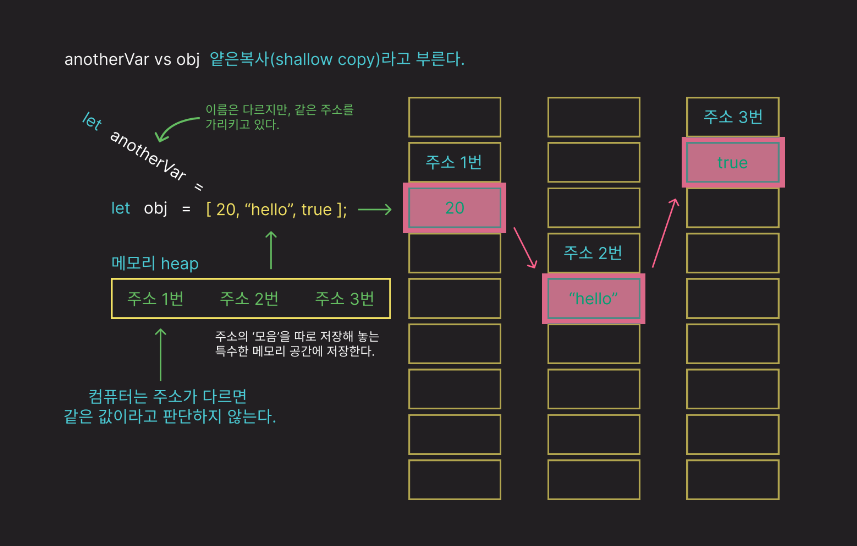 anotherVar vs obj 얕은복사(shallow copy)라고 부른다.
이름은 다르지만, 같은 주소를
가리키고 있다.
let anotherVar =
let obj = [ 20, “hello”, true ];
메모리 heap
주소 1번 주소 2번 주소 3번
주소의 ‘모음’을 따로 저장해 놓는
특수한 메모리 공간에 저장한다.
컴퓨터는 주소가 다르면
같은 값이라고 판단하지 않는다.
주소 1번
20
주소 2번
“hello”
주소 3번
true